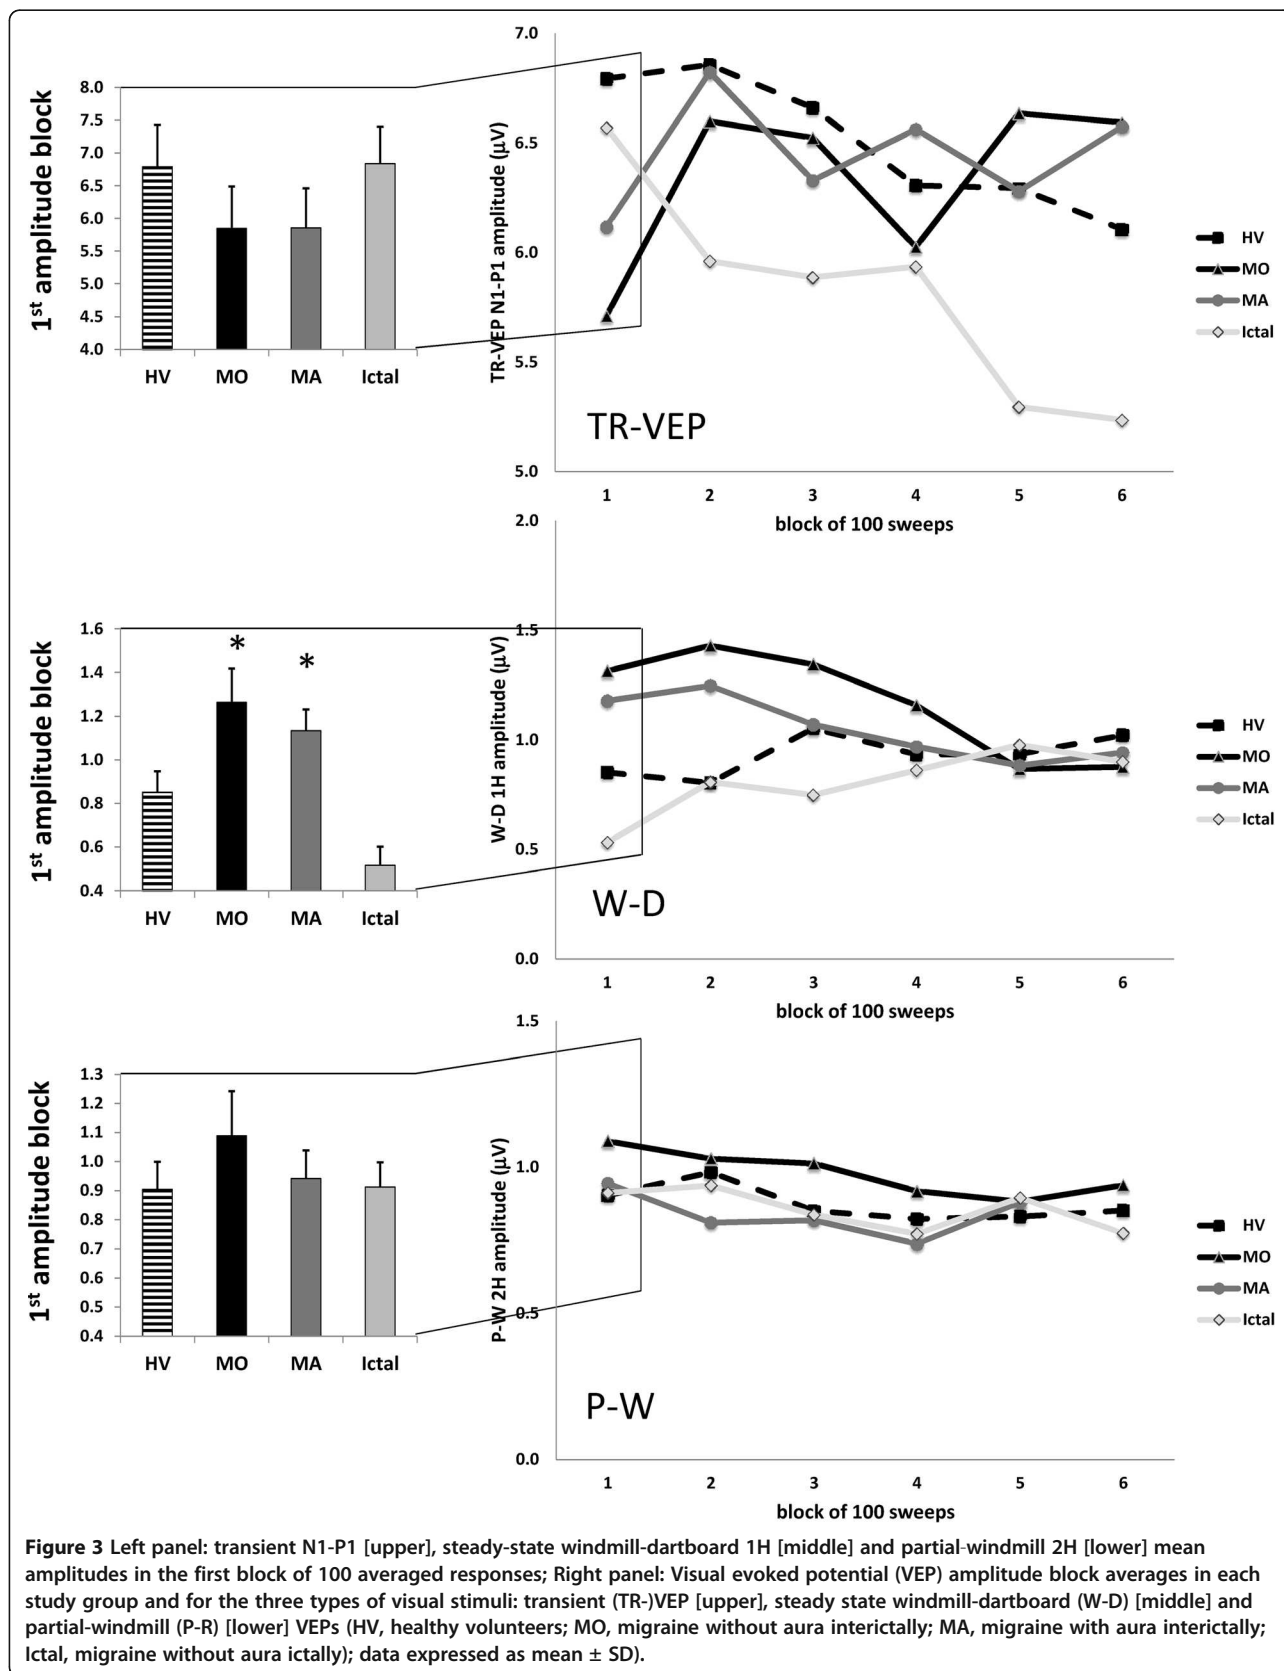 1st amplitude block
8.0
7.5
7.0
6.5
6.0
5.5
5.0
4.5
4.0
HV MO MA Ictal
TR-VEP N1-P1 amplitude (μV)
7.0
6.5
6.0
5.5
5.0
TR-VEP
1 2 3 4 5 6
block of 100 sweeps
HV
MO
MA
Ictal
1st amplitude block
1.6
1.4
1.2
1.0
0.8
0.6
0.4
* *
HV MO MA Ictal
W-D 1H amplitude (μV)
2.0
1.5
1.0
0.5
0.0
W-D
1 2 3 4 5 6
block of 100 sweeps
HV
MO
MA
Ictal
1st amplitude block
1.3
1.2
1.1
1.0
0.9
0.8
0.7
0.6
0.5
0.4
HV MO MA Ictal
P-W 2H amplitude (μV)
1.5
1.0
0.5
0.0
P-W
1 2 3 4 5 6
block of 100 sweeps
HV
MO
MA
Ictal
Figure 3 Left panel: transient N1-P1 [upper], steady-state windmill-dartboard 1H [middle] and partial-windmill 2H [lower] mean
amplitudes in the first block of 100 averaged responses; Right panel: Visual evoked potential (VEP) amplitude block averages in each
study group and for the three types of visual stimuli: transient (TR-)VEP [upper], steady state windmill-dartboard (W-D) [middle] and
partial-windmill (P-R) [lower] VEPs (HV, healthy volunteers; MO, migraine without aura interictally; MA, migraine with aura interictally;
Ictal, migraine without aura ictally); data expressed as mean ± SD).